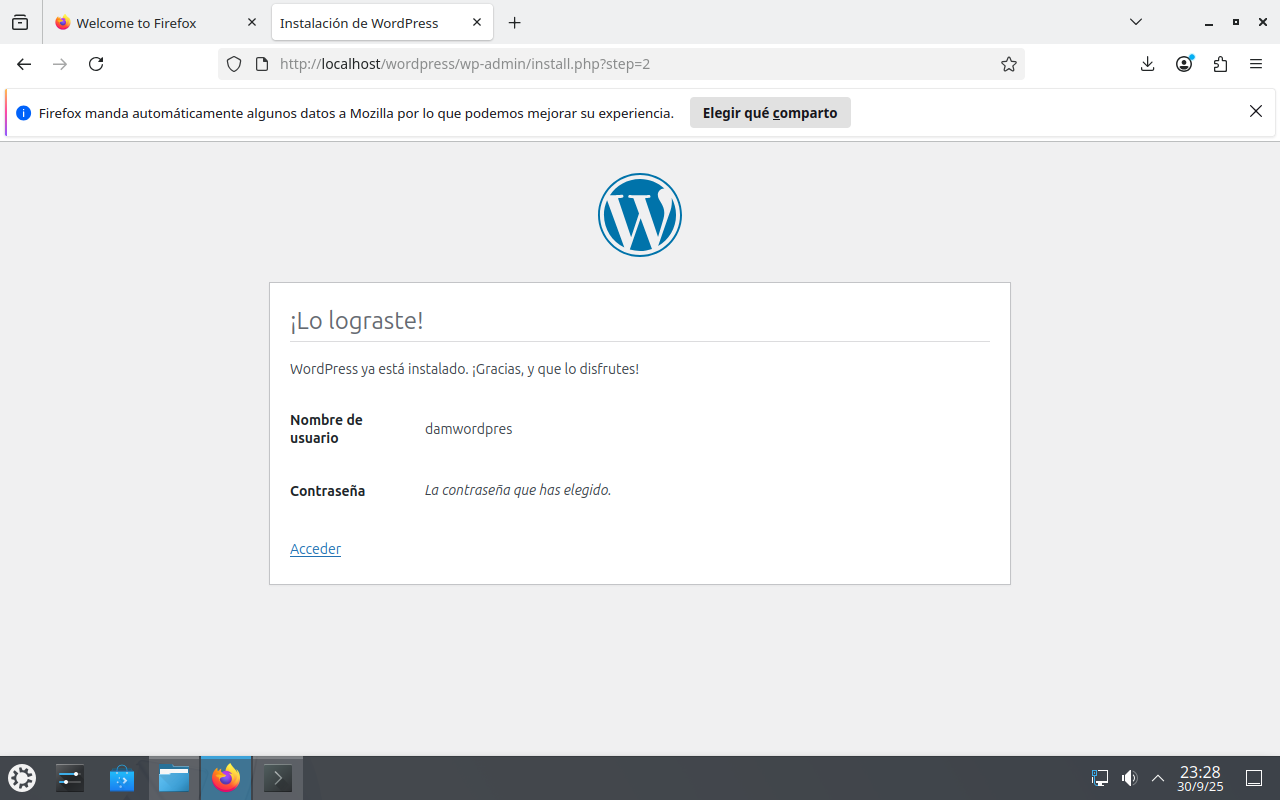 Welcome to Firefox
Instalación de WordPress
http://localhost/wordpress/wp-admin/install.php?step=2
Firefox manda automáticamente algunos datos a Mozilla por lo que podemos mejorar su experiencia.
Elegir qué comparto
¡Lo lograste!
WordPress ya está instalado. ¡Gracias, y que lo disfrutes!
Nombre de
usuario
damwordpres
Contraseña
La contraseña que has elegido.
Acceder
23:28
30/9/25